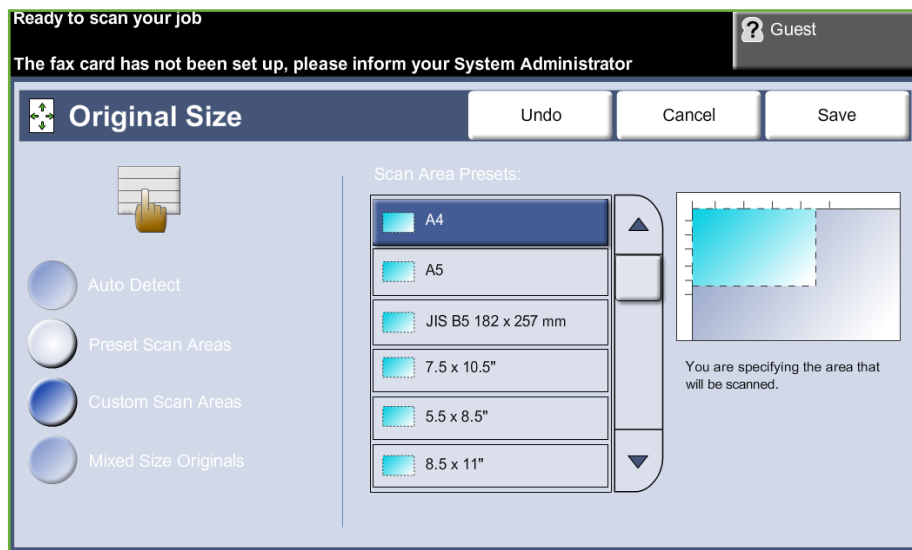 Ready to scan your job
? Guest
The fax card has not been set up, please inform your System Administrator
Original Size
Undo
Cancel
Save
Auto Detect
Preset Scan Areas
Custom Scan Areas
Mixed Size Originals
Scan Area Presets:
A4
A5
JIS B5 182 x 257 mm
7.5 x 10.5"
5.5 x 8.5"
8.5 x 11"
You are specifying the area that
will be scanned.